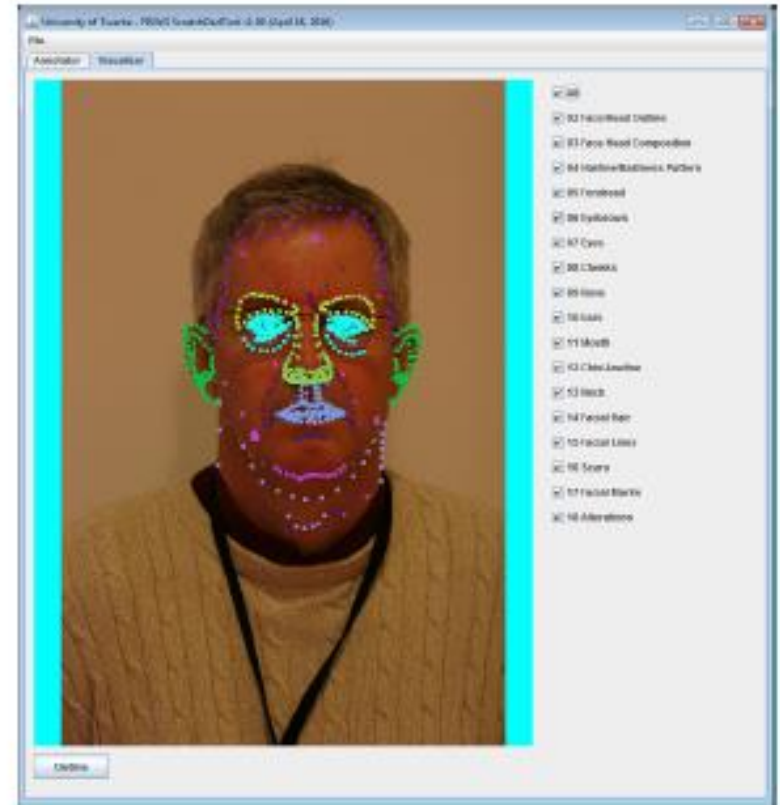 File
Annotator Visualiser
All
02 Face/Head Outline
03 Face Head Composition
04 Hairline/Baldness Pattern
05 Forehead
06 Eyebrows
07 Eyes
08 Cheeks
09 Nose
10 Ears
11 Mouth
12 Chin/Jawline
13 Neck
14 Facial Hair
15 Facial Lines
16 Scars
17 Facial Marks
18 Alterations